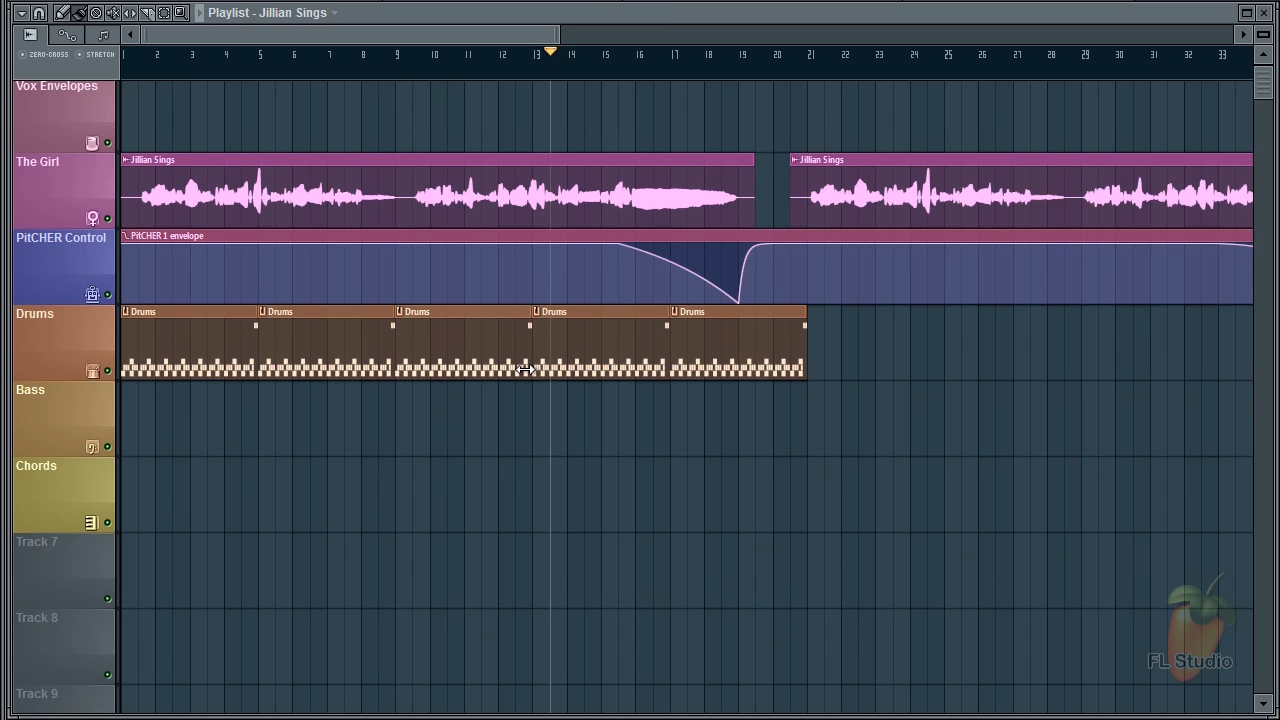 Playlist - Jillian Sings
ZERO-CROSS STRETCH
1 2 3 4 5 6 7 8 9 10 11 12 13 14 15 16 17 18 19 20 21 22 23 24 25 26 27 28 29 30 31 32 33
Vox Envelopes
The Girl
Jillian Sings Jillian Sings
PitCHER Control
PitCHER 1 envelope
Drums
Drums Drums Drums Drums Drums
Bass
Chords
Track 7
Track 8
Track 9
FL Studio